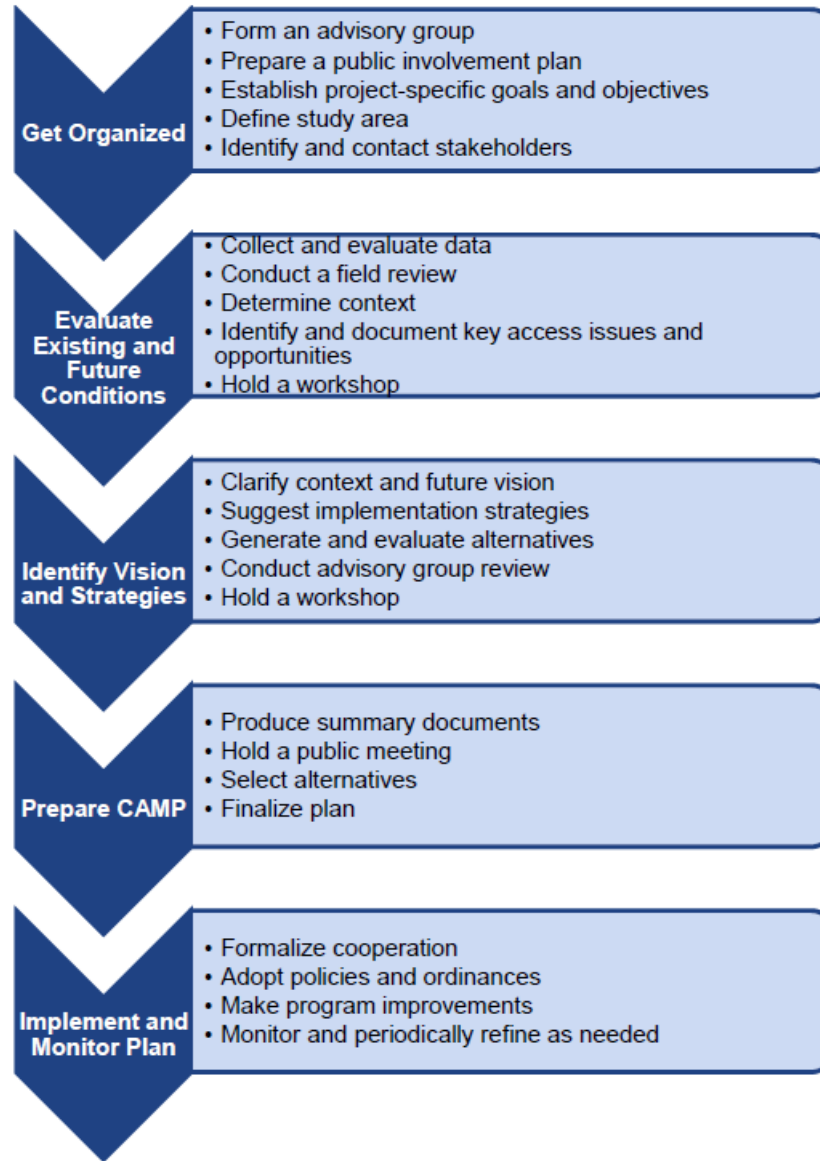 Get Organized
• Form an advisory group
• Prepare a public involvement plan
• Establish project-specific goals and objectives
• Define study area
• Identify and contact stakeholders
Evaluate
Existing and
Future
Conditions
• Collect and evaluate data
• Conduct a field review
• Determine context
• Identify and document key access issues and
opportunities
• Hold a workshop
Identify Vision
and Strategies
• Clarify context and future vision
• Suggest implementation strategies
• Generate and evaluate alternatives
• Conduct advisory group review
• Hold a workshop
Prepare CAMP
• Produce summary documents
• Hold a public meeting
• Select alternatives
• Finalize plan
Implement and
Monitor Plan
• Formalize cooperation
• Adopt policies and ordinances
• Make program improvements
• Monitor and periodically refine as needed